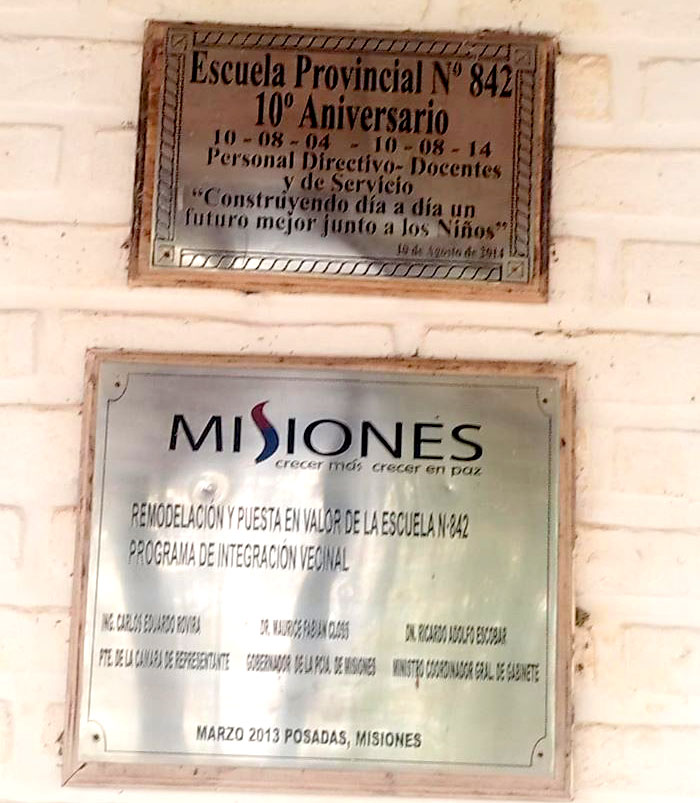 Escuela Provincial Nº 842
10º Aniversario
10 - 08 - 04 - 10 - 08 - 14
Personal Directivo- Docentes
y de Servicio
“Construyendo día a día un
futuro mejor junto a los Niños”
10 de Agosto de 2014
MISIONES
crecer más crecer en paz
REMODELACIÓN Y PUESTA EN VALOR DE LA ESCUELA Nº842
PROGRAMA DE INTEGRACIÓN VECINAL
ING. CARLOS EDUARDO ROVIRA DR. MAURICE FABIAN CLOSS DN. RICARDO ADOLFO ESCOBAR
PTE. DE LA CAMARA DE REPRESENTANTE GOBERNADOR DE LA PCIA. DE MISIONES MINISTRO COORDINADOR GRAL. DE GABINETE
MARZO 2013 POSADAS, MISIONES